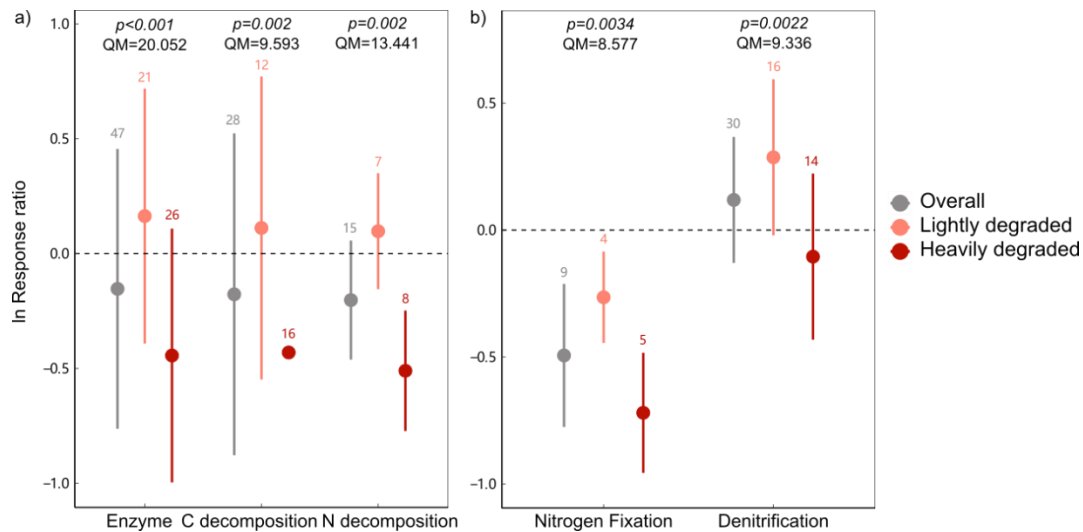 a)
p<0.001
QM=20.052
p=0.002
QM=9.593
p=0.002
QM=13.441
ln Response ratio
1.0
0.5
0.0
−0.5
−1.0
47
21
26
28
12
16
15
7
8
Enzyme
C decomposition
N decomposition
b)
p=0.0034
QM=8.577
p=0.0022
QM=9.336
0.5
0.0
−0.5
−1.0
9
4
5
30
16
14
Nitrogen Fixation
Denitrification
Overall
Lightly degraded
Heavily degraded